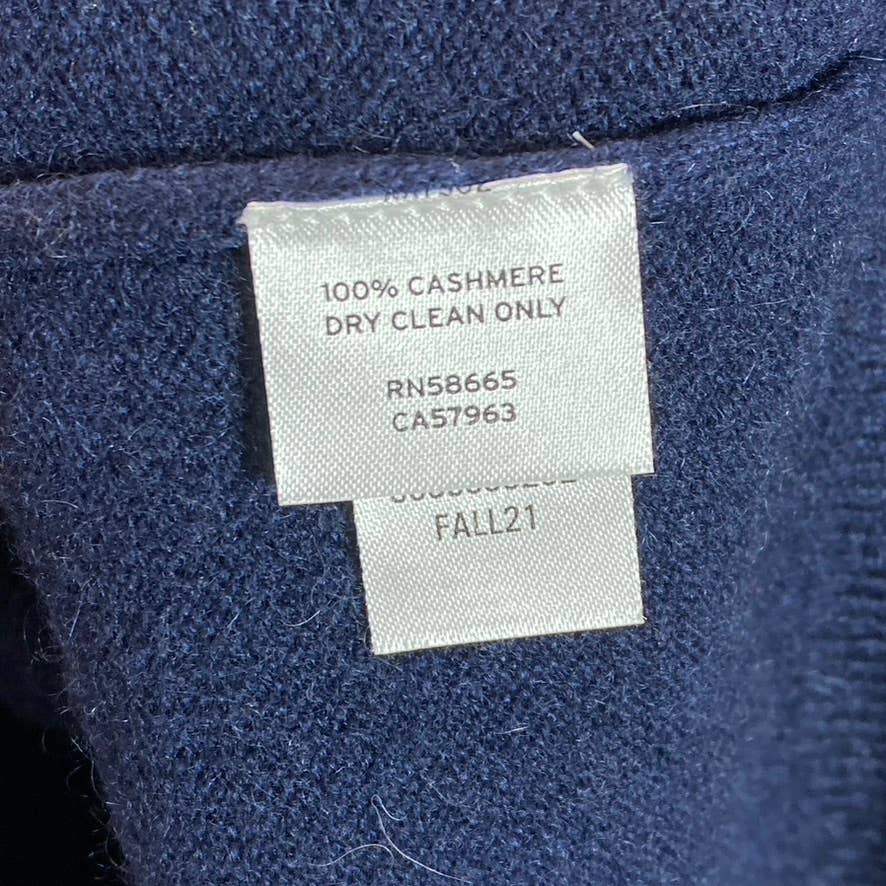 100% CASHMERE
DRY CLEAN ONLY
RN58665
CA57963
FALL21